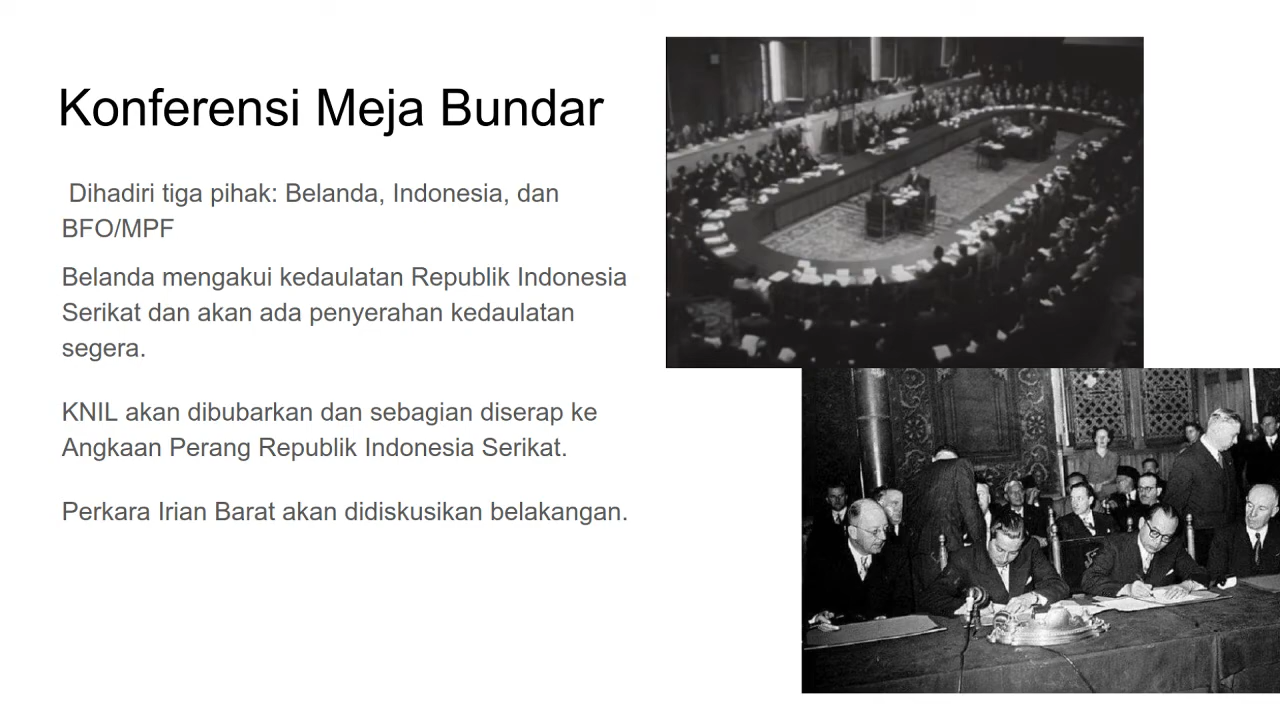 Konferensi Meja Bundar
Dihadiri tiga pihak: Belanda, Indonesia, dan
BFO/MPF
Belanda mengakui kedaulatan Republik Indonesia
Serikat dan akan ada penyerahan kedaulatan
segera.
KNIL akan dibubarkan dan sebagian diserap ke
Angkaan Perang Republik Indonesia Serikat.
Perkara Irian Barat akan didiskusikan belakangan.